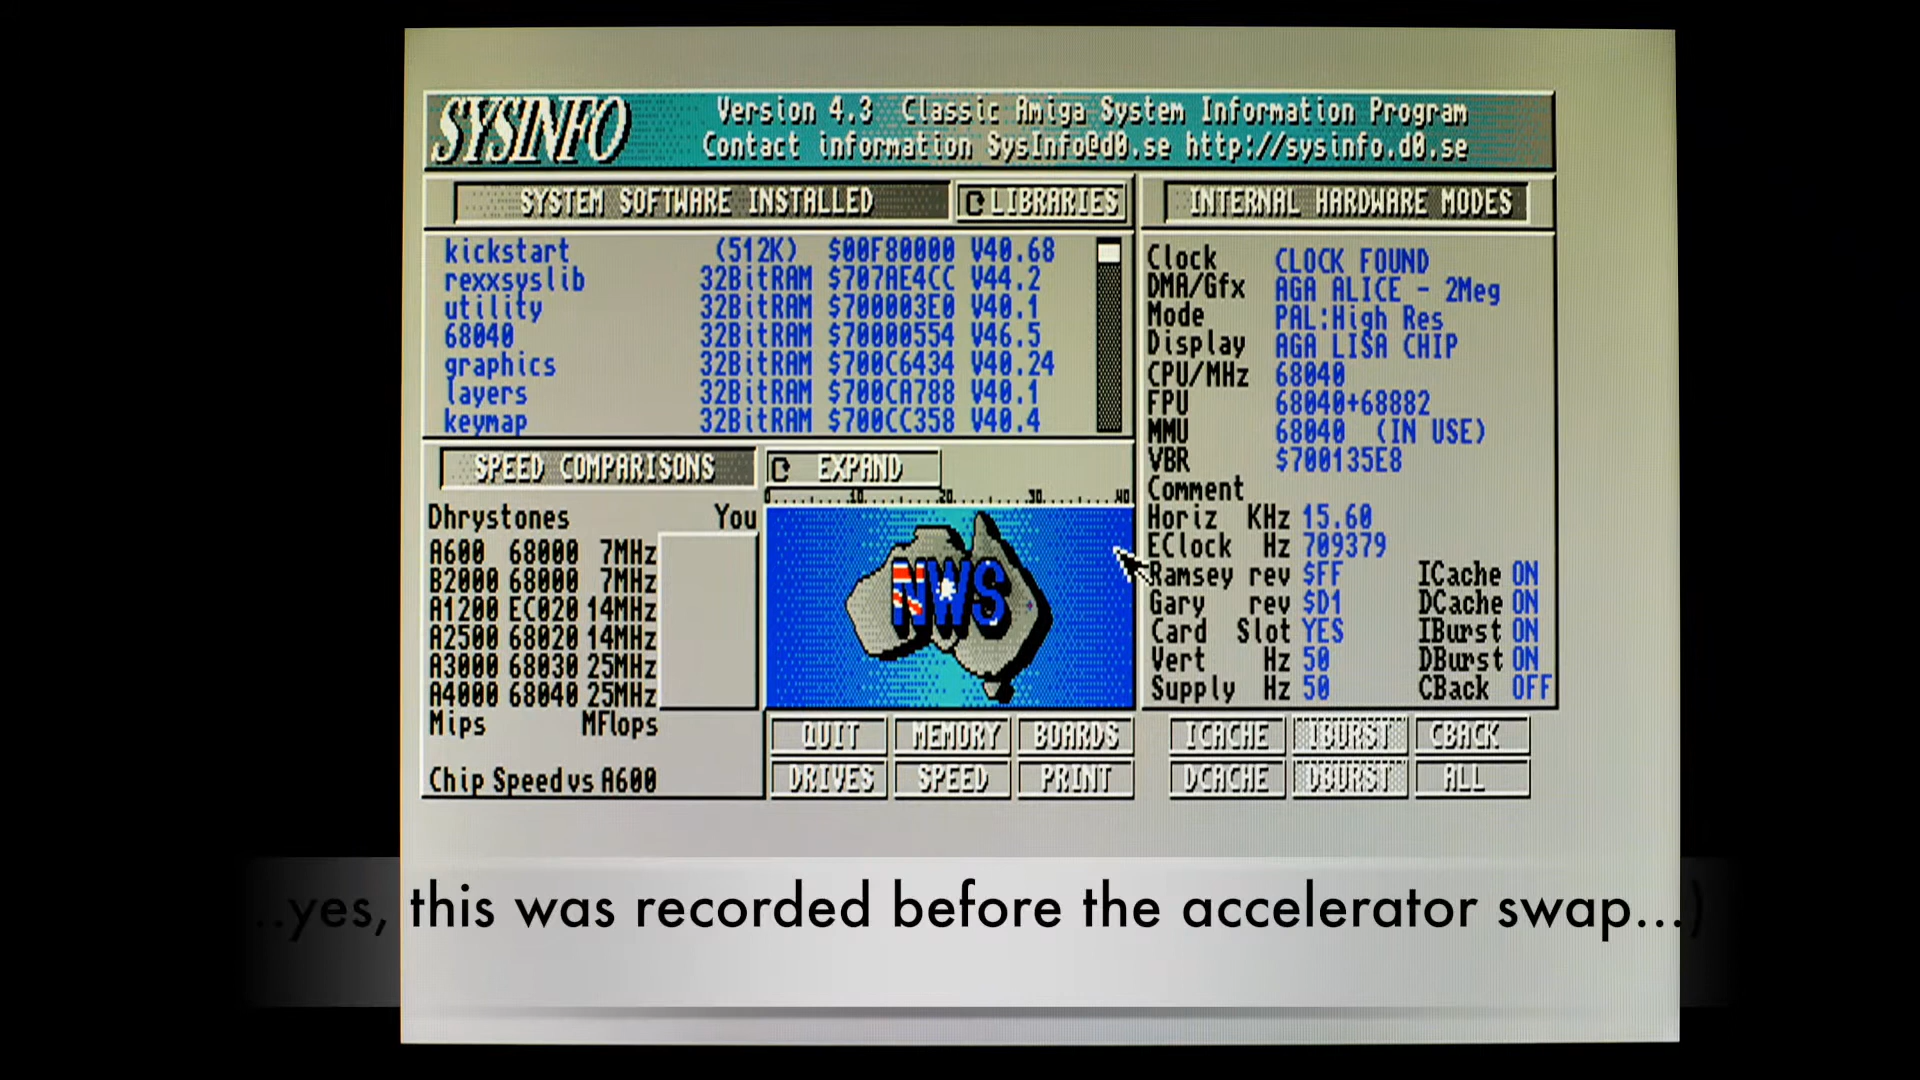 SYSINFO
Version 4.3 Classic Amiga System Information Program
Contact information SysInfo@d0.se http://sysinfo.d0.se
SYSTEM SOFTWARE INSTALLED
LIBRARIES
kickstart (512K) $00F80000 V40.68
rexxsyslib 32BitRAM $707AE4CC V44.2
utility 32BitRAM $700003E0 V40.1
68040 32BitRAM $70000554 V46.5
graphics 32BitRAM $700C6434 V40.24
layers 32BitRAM $700CA788 V40.1
keymap 32BitRAM $700CC358 V40.4
INTERNAL HARDWARE MODES
Clock CLOCK FOUND
DMA/Gfx AGA ALICE - 2Meg
Mode PAL:High Res
Display AGA LISA CHIP
CPU/MHz 68040
FPU 68040+68882
MMU 68040 (IN USE)
VBR $700135E8
Comment
Horiz KHz 15.60
EClock Hz 709379
Ramsey rev $FF ICache ON
Gary rev $D1 DCache ON
Card Slot YES IBurst ON
Vert Hz 50 DBurst ON
Supply Hz 50 CBack OFF
SPEED COMPARISONS
EXPAND
0 10 20 30 40
Dhrystones You
A600 68000 7MHz
B2000 68000 7MHz
A1200 EC020 14MHz
A2500 68020 14MHz
A3000 68030 25MHz
A4000 68040 25MHz
Mips MFlops
Chip Speed vs A600
NWS
QUIT MEMORY BOARDS
DRIVES SPEED PRINT
ICACHE IBURST CBACK
DCACHE DBURST ALL
..yes, this was recorded before the accelerator swap...)